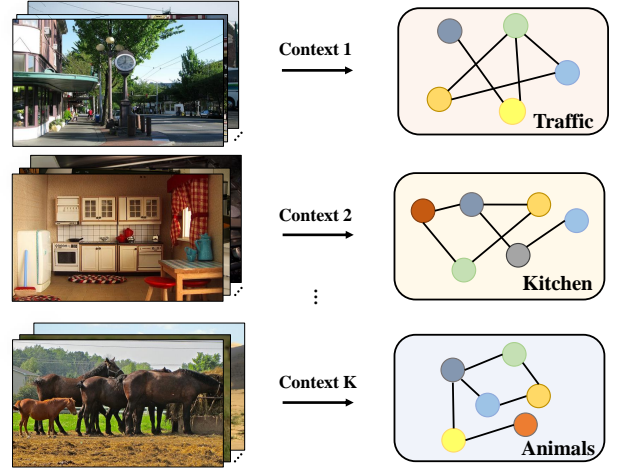 Context 1
Traffic
Context 2
Kitchen
Context K
Animals